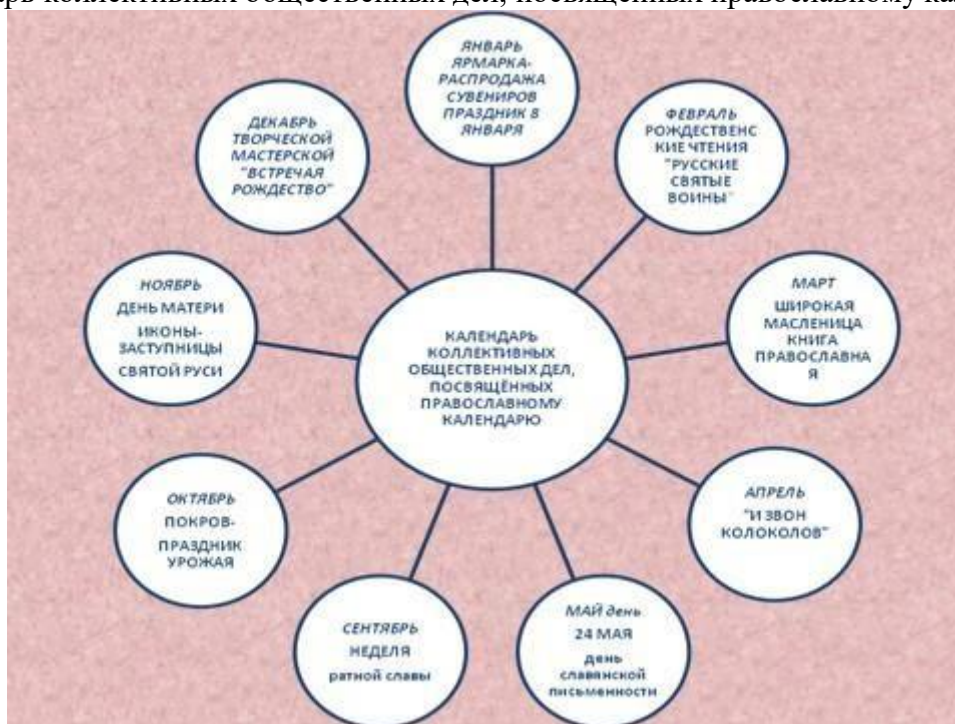 коллективных общественных дел, посвящённых православному
ЯНВАРЬ
ЯРМАРКА-
РАСПРОДАЖА
СУВЕНИРОВ
ПРАЗДНИК 8
ЯНВАРЯ
ФЕВРАЛЬ
РОЖДЕСТВЕНС
КИЕ ЧТЕНИЯ
"РУССКИЕ
СВЯТЫЕ
ВОИНЫ"
МАРТ
ШИРОКАЯ
МАСЛЕНИЦА
КНИГА
ПРАВОСЛАВНА
Я
АПРЕЛЬ
"И ЗВОН
КОЛОКОЛОВ"
МАЙ день
24 МАЯ
день
славянской
письменности
СЕНТЯБРЬ
НЕДЕЛЯ
ратной славы
ОКТЯБРЬ
ПОКРОВ-
ПРАЗДНИК
УРОЖАЯ
НОЯБРЬ
ДЕНЬ МАТЕРИ
ИКОНЫ-
ЗАСТУПНИЦЫ
СВЯТОЙ РУСИ
ДЕКАБРЬ
ТВОРЧЕСКОЙ
МАСТЕРСКОЙ
"ВСТРЕЧАЯ
РОЖДЕСТВО"
КАЛЕНДАРЬ
КОЛЛЕКТИВНЫХ
ОБЩЕСТВЕННЫХ ДЕЛ,
ПОСВЯЩЁННЫХ
ПРАВОСЛАВНОМУ
КАЛЕНДАРЮ